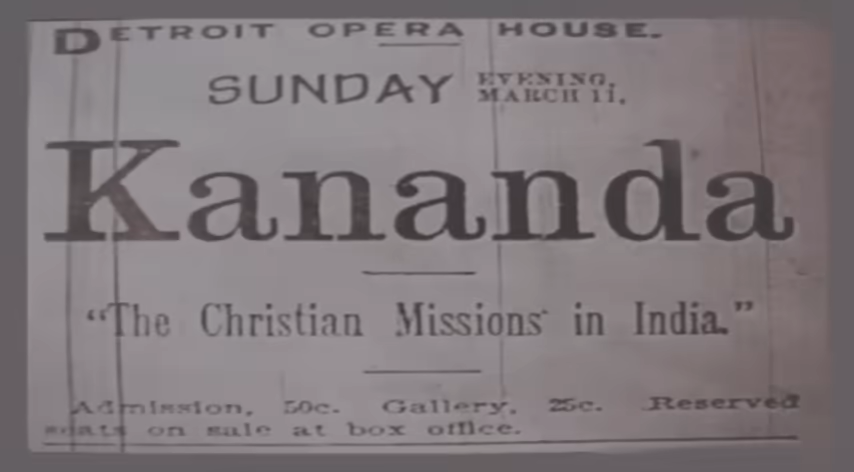 DETROIT OPERA HOUSE.
SUNDAY EVENING, MARCH 11,
Kananda
"The Christian Missions in India."
Admission, 50c. Gallery, 25c. Reserved
seats on sale at box office.